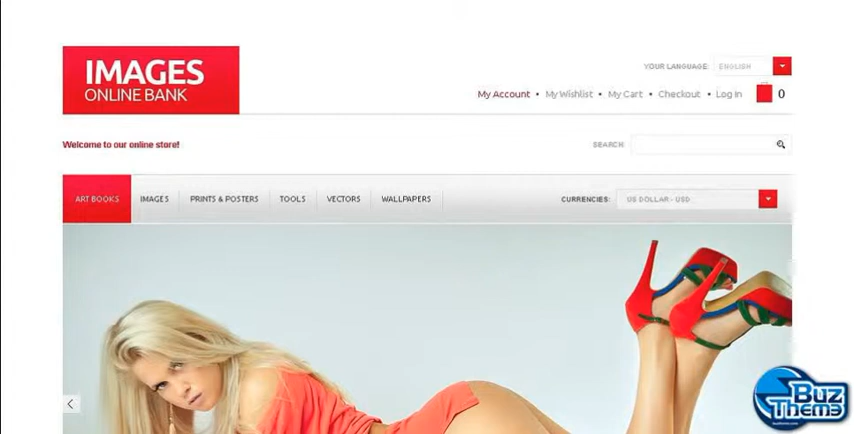 IMAGES
ONLINE BANK
YOUR LANGUAGE: ENGLISH
My Account • My Wishlist • My Cart • Checkout • Log In 0
Welcome to our online store!
SEARCH:
ART BOOKS IMAGES PRINTS & POSTERS TOOLS VECTORS WALLPAPERS CURRENCIES: US DOLLAR - USD
Buz
Them3